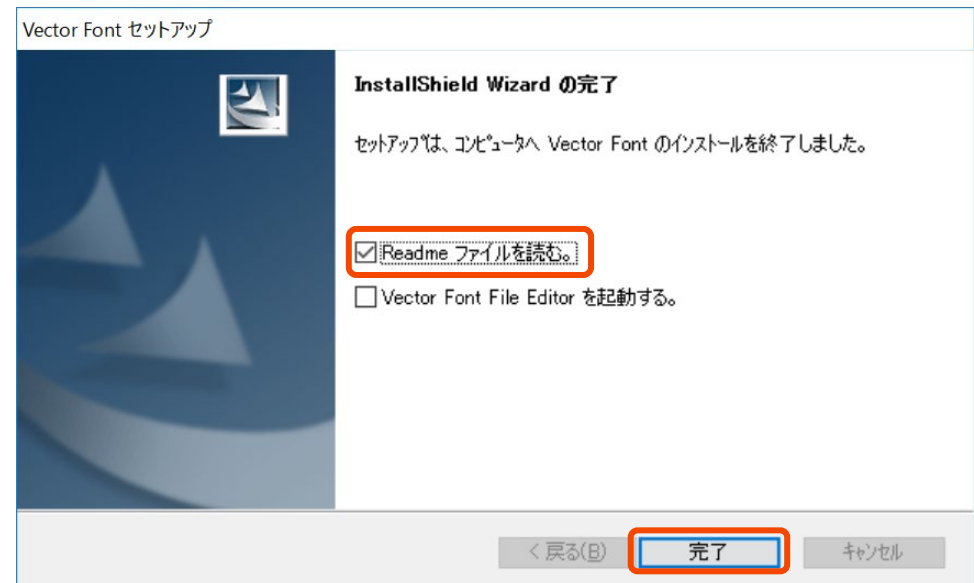 Vector Font セットアップ
InstallShield Wizard の完了
セットアップは、コンピュータへ Vector Font のインストールを終了しました。
Readme ファイルを読む。
Vector Font File Editor を起動する。
< 戻る(B)
完了
キャンセル